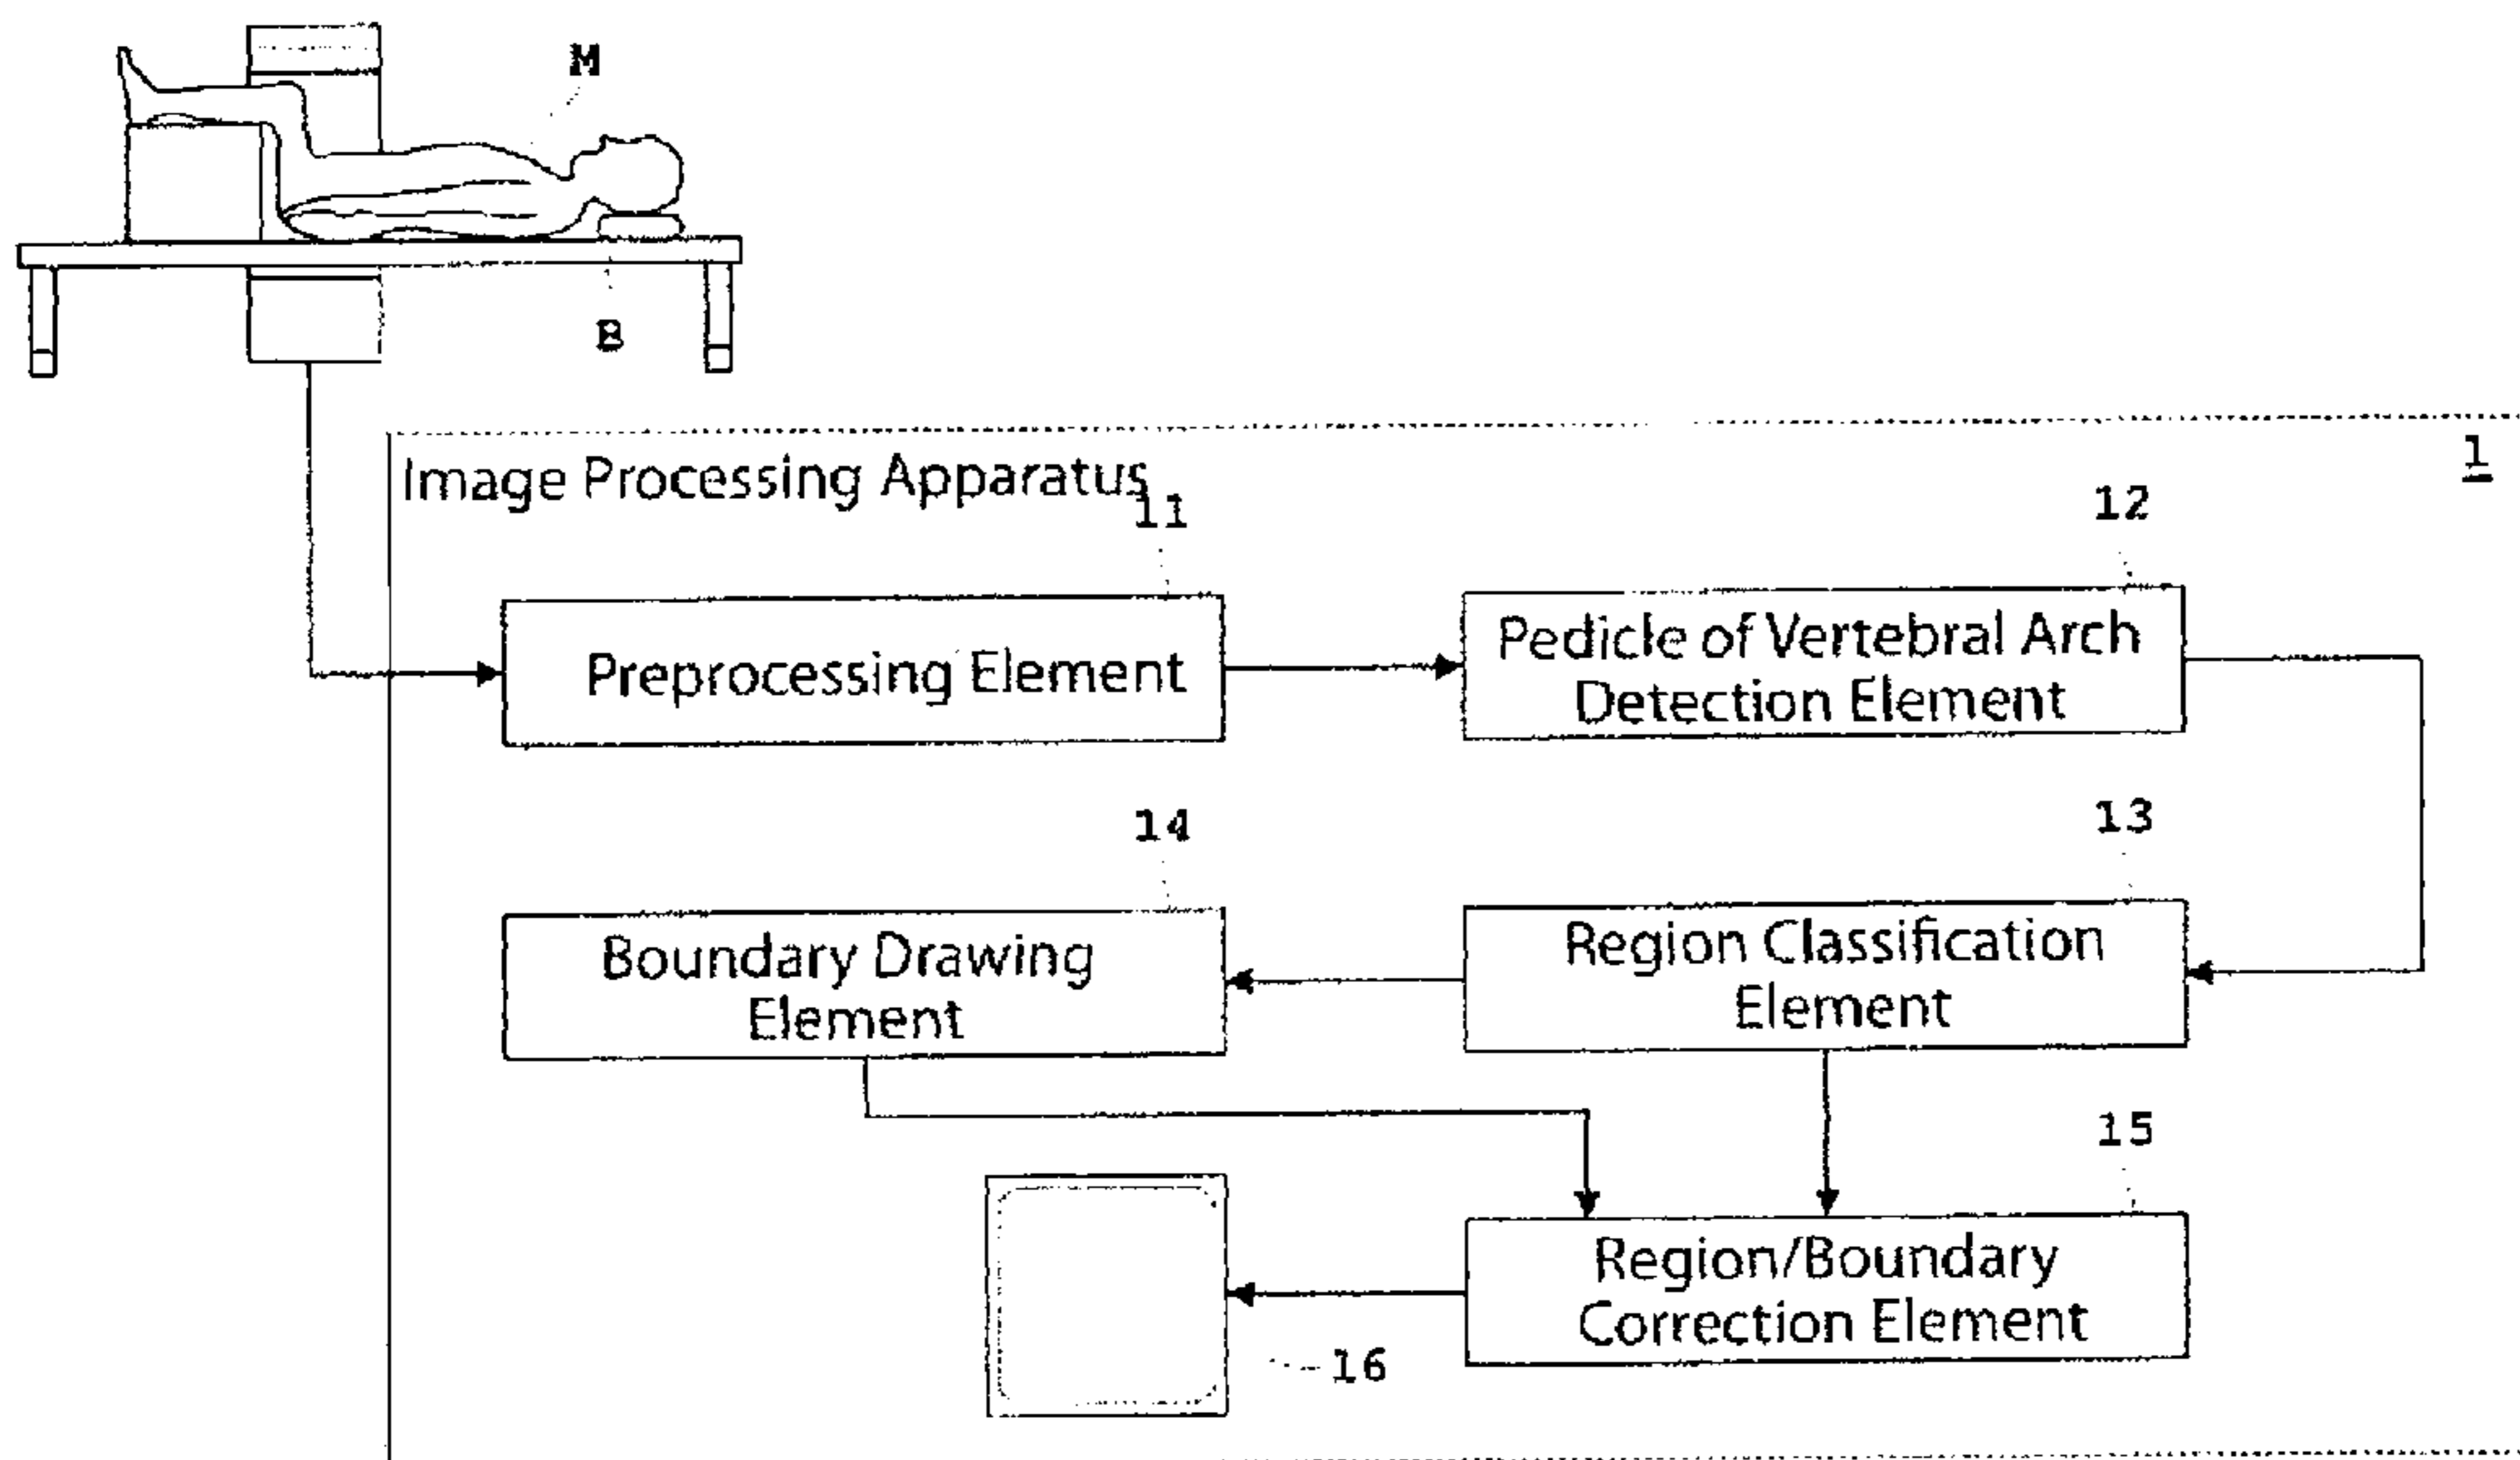 M
B
Image Processing Apparatus
1
11
12
Preprocessing Element
Pedicle of Vertebral Arch
Detection Element
14
13
Boundary Drawing
Element
Region Classification
Element
15
Region/Boundary
Correction Element
16